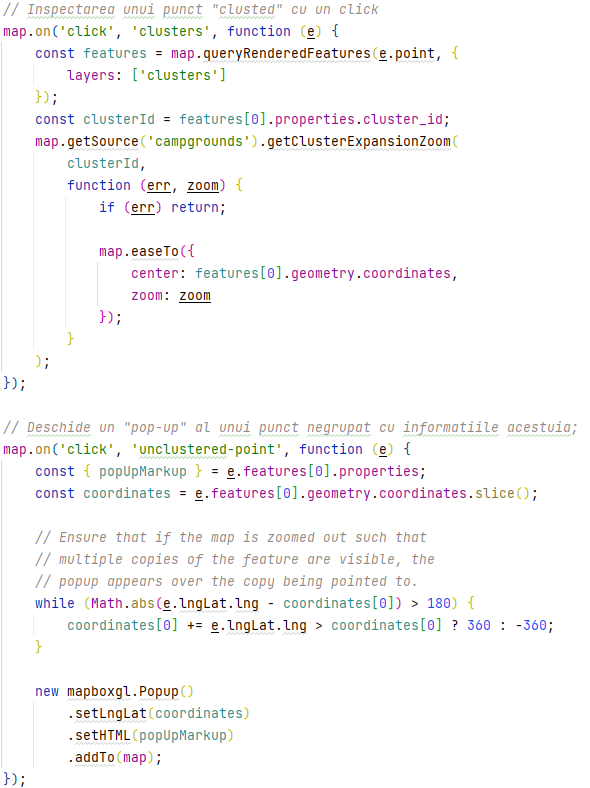 // Inspectarea unui punct "clusted" cu un click
map.on('click', 'clusters', function (e) {
    const features = map.queryRenderedFeatures(e.point, {
        layers: ['clusters']
    });
    const clusterId = features[0].properties.cluster_id;
    map.getSource('campgrounds').getClusterExpansionZoom(
        clusterId,
        function (err, zoom) {
            if (err) return;

            map.easeTo({
                center: features[0].geometry.coordinates,
                zoom: zoom
            });
        }
    );
});

// Deschide un "pop-up" al unui punct negrupat cu informatiile acestuia;
map.on('click', 'unclustered-point', function (e) {
    const { popUpMarkup } = e.features[0].properties;
    const coordinates = e.features[0].geometry.coordinates.slice();

    // Ensure that if the map is zoomed out such that
    // multiple copies of the feature are visible, the
    // popup appears over the copy being pointed to.
    while (Math.abs(e.lngLat.lng - coordinates[0]) > 180) {
        coordinates[0] += e.lngLat.lng > coordinates[0] ? 360 : -360;
    }

    new mapboxgl.Popup()
        .setLngLat(coordinates)
        .setHTML(popUpMarkup)
        .addTo(map);
});